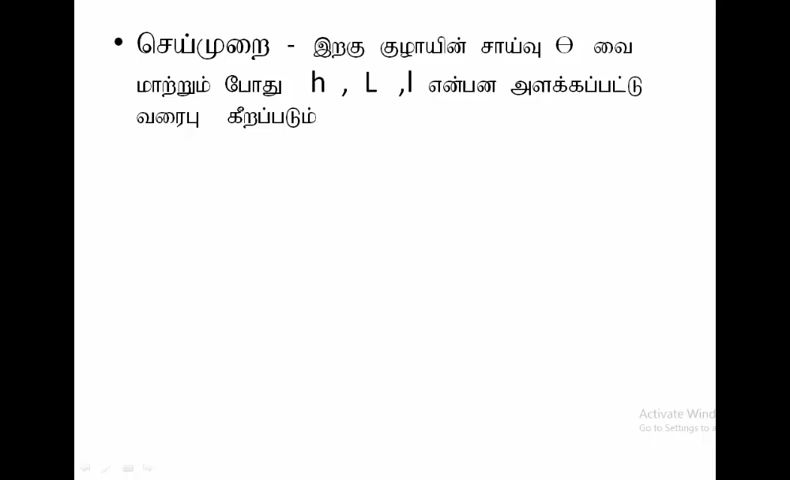 • செய்முறை - இறகு குழாயின் சாய்வு Ѳ வை
மாற்றும் போது h , L ,l என்பன அளக்கப்பட்டு
வரைபு கீறப்படும்
Activate Wind
Go to Settings to a